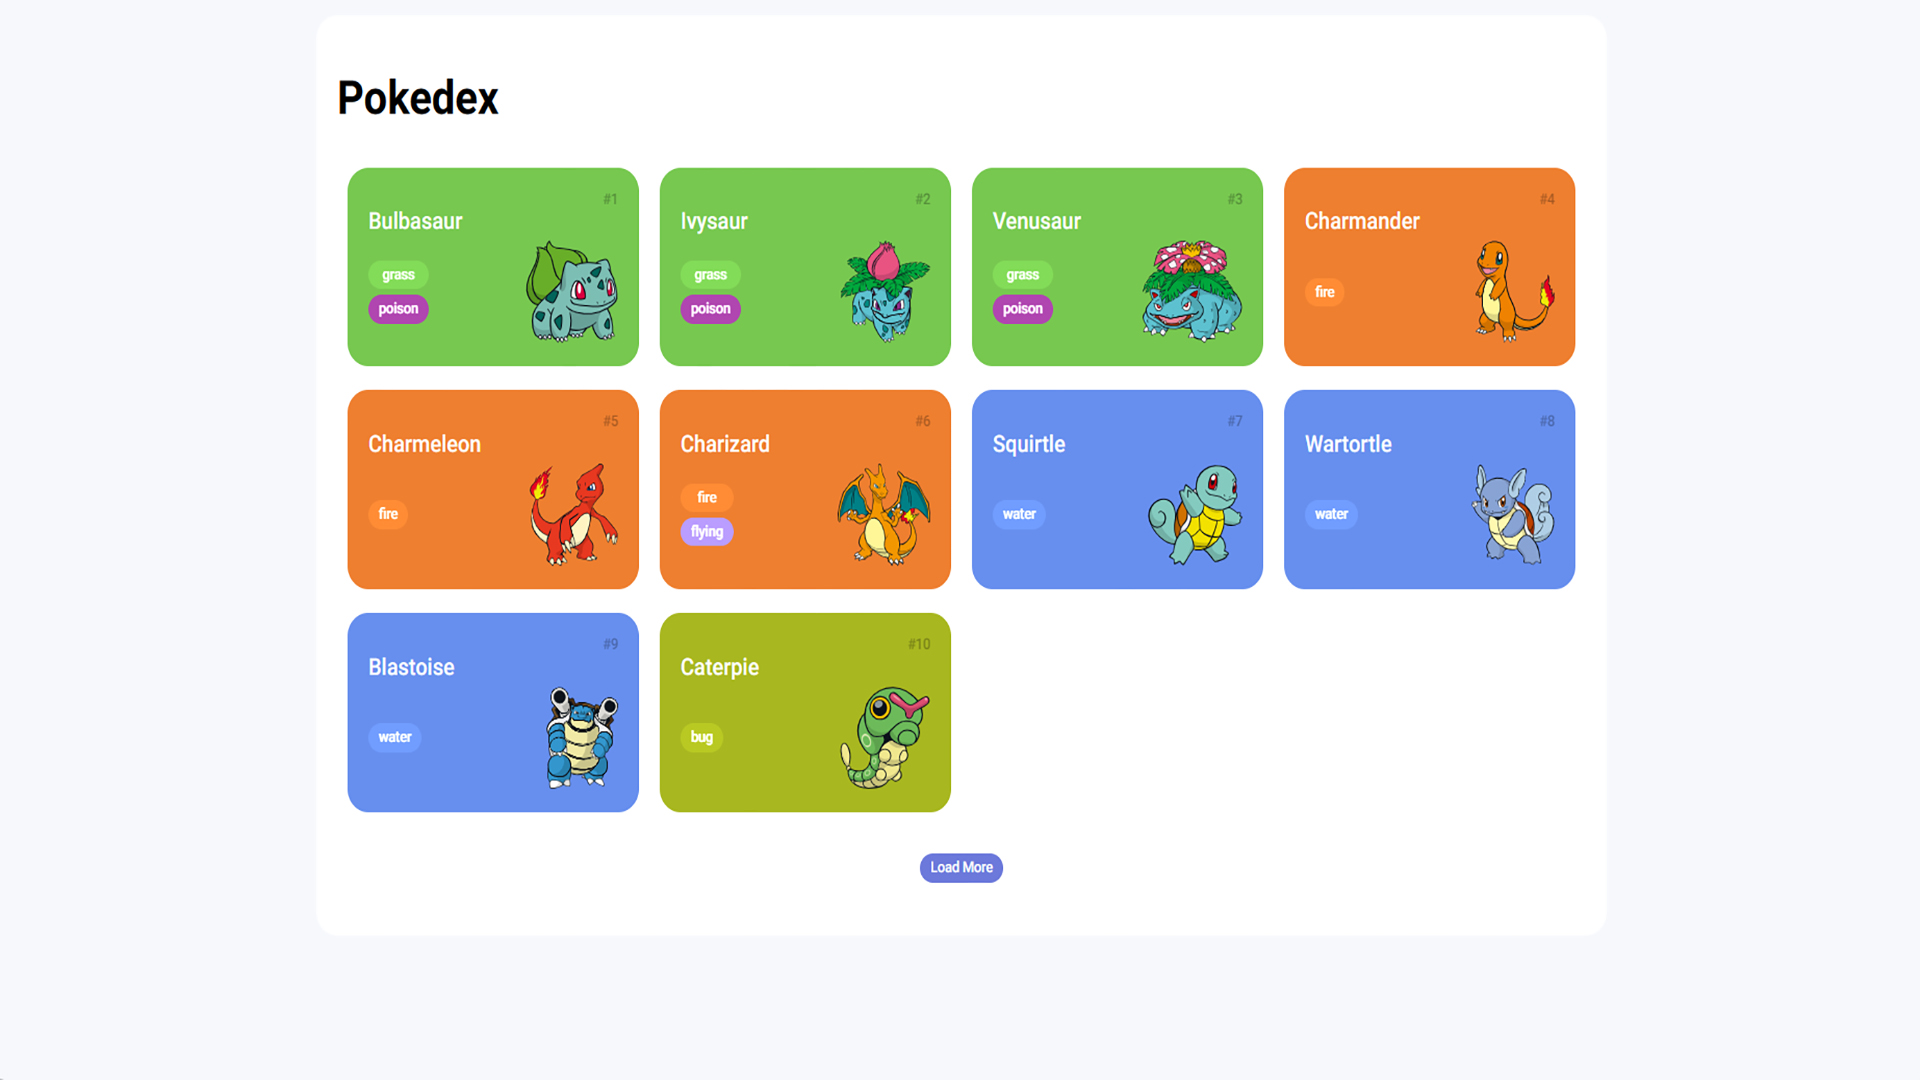 Pokedex
#1
Bulbasaur
grass
poison
#2
Ivysaur
grass
poison
#3
Venusaur
grass
poison
#4
Charmander
fire
#5
Charmeleon
fire
#6
Charizard
fire
flying
#7
Squirtle
water
#8
Wartortle
water
#9
Blastoise
water
#10
Caterpie
bug
Load More